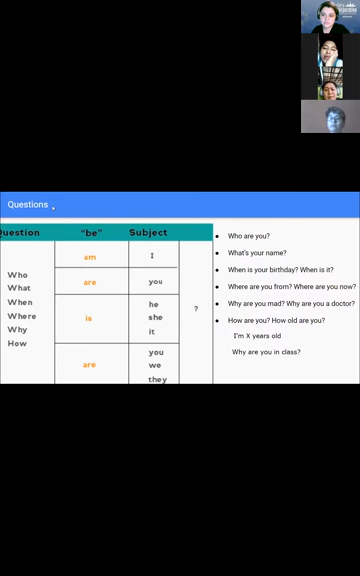 Questions
Question "be" Subject
Who
What
When
Where
Why
How
am I
are you
is
he
she
it
are
you
we
they
?
Who are you?
What's your name?
When is your birthday? When is it?
Where are you from? Where are you now?
Why are you mad? Why are you a doctor?
How are you? How old are you?
I'm X years old
Why are you in class?